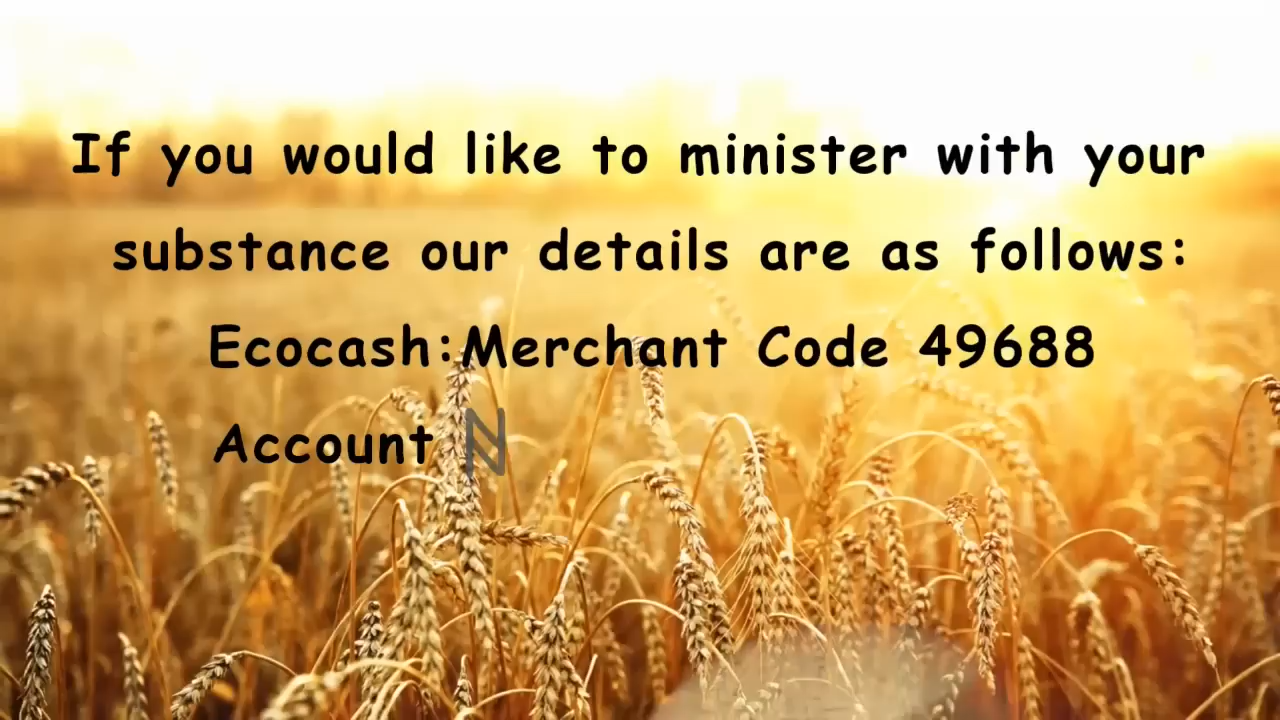 If you would like to minister with your
substance our details are as follows:
Ecocash:Merchant Code 49688
Account N